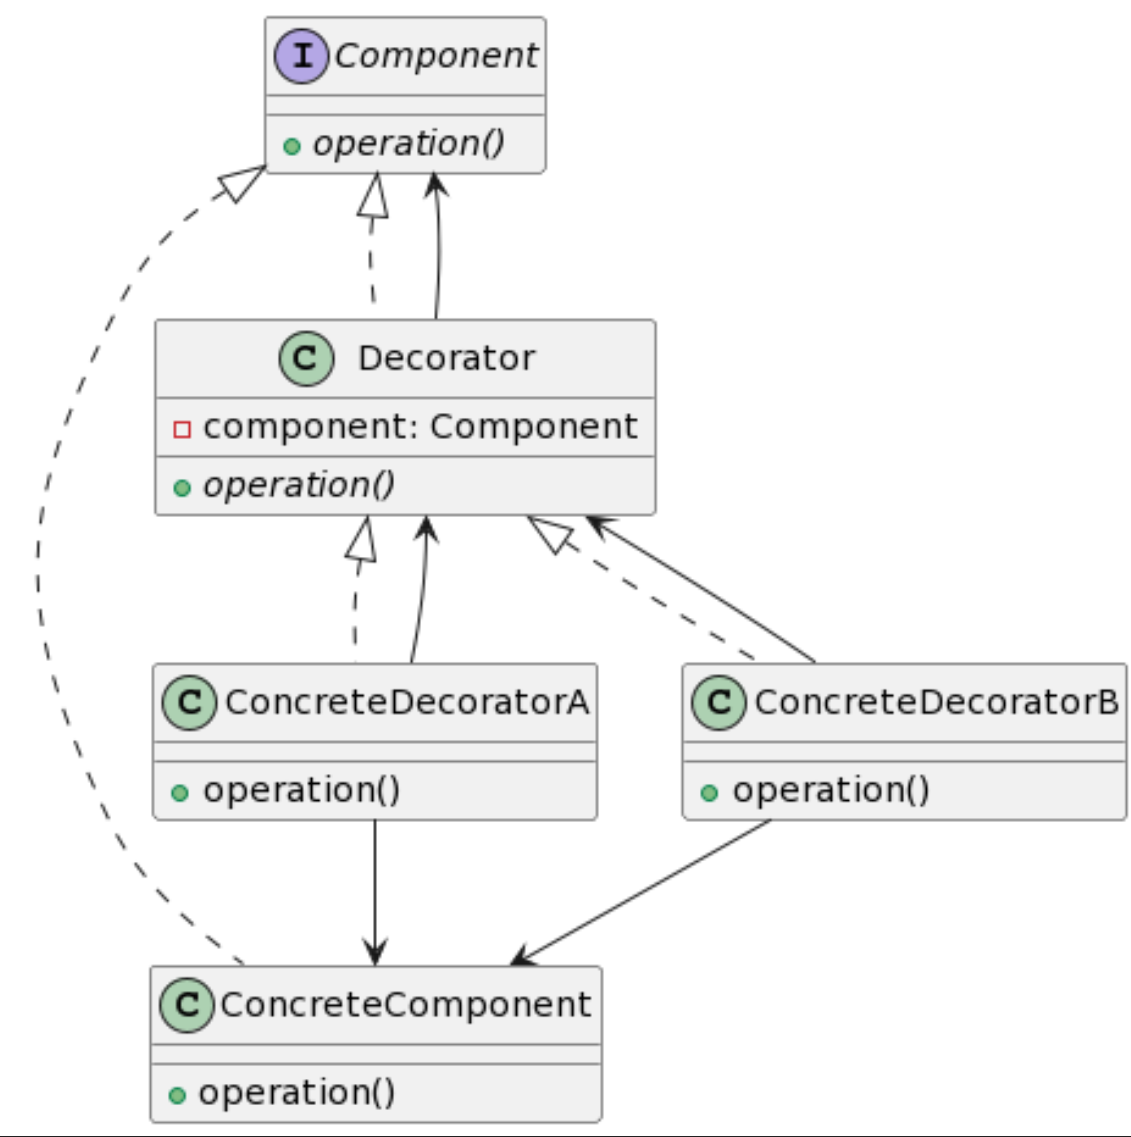 I Component
operation()
C Decorator
component: Component
operation()
C ConcreteDecoratorA
operation()
C ConcreteDecoratorB
operation()
C ConcreteComponent
operation()